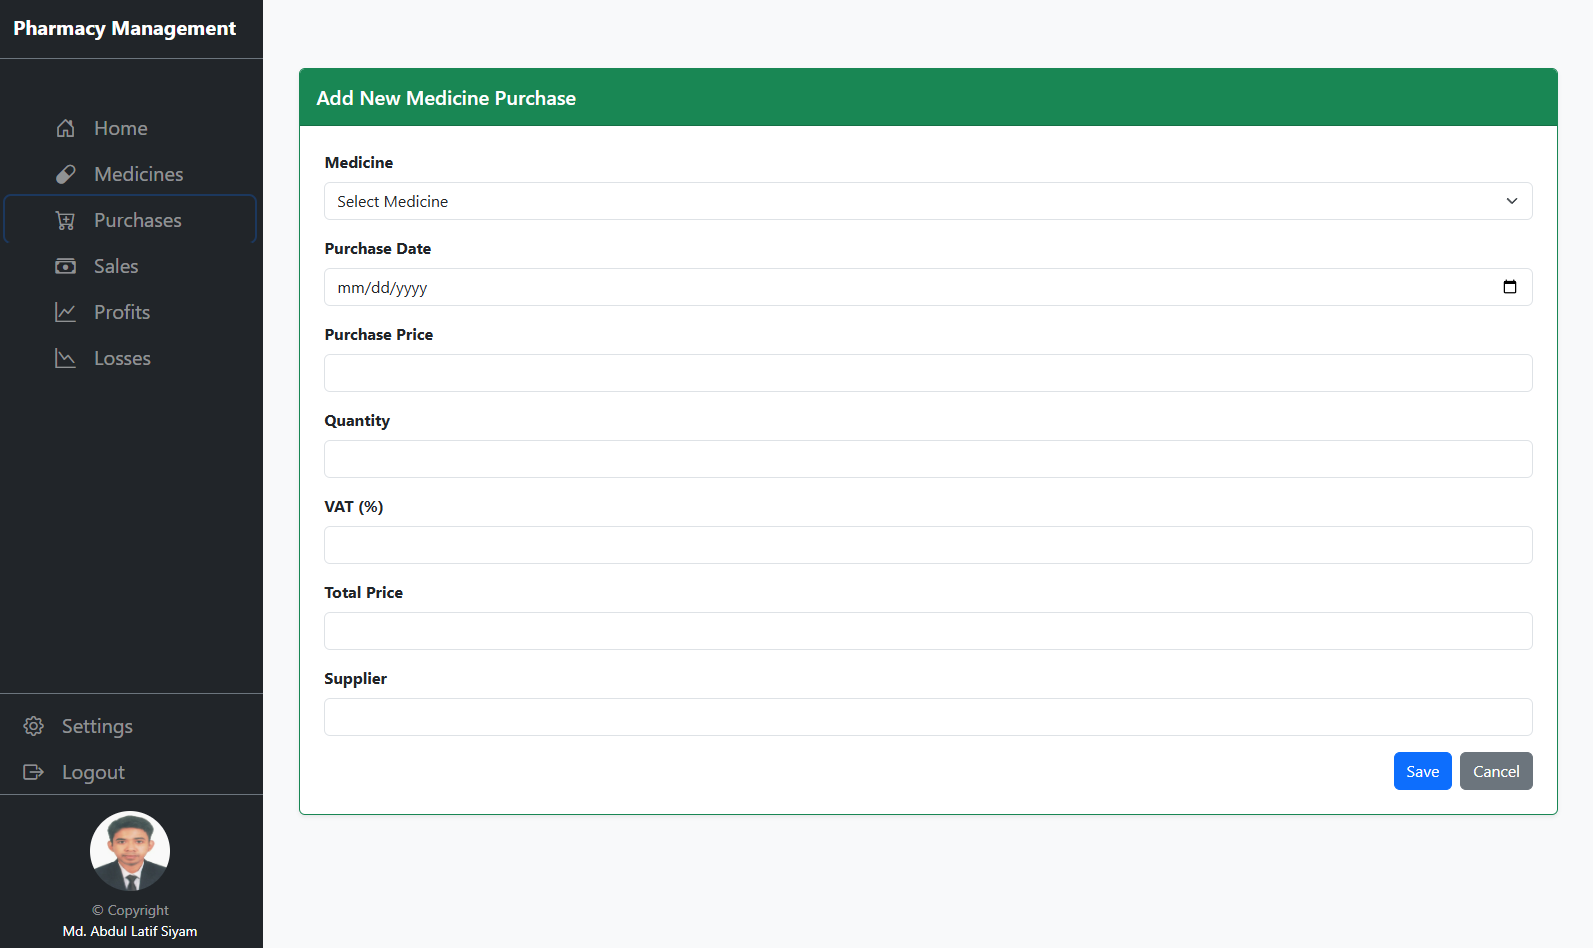 Pharmacy Management
Home
Medicines
Purchases
Sales
Profits
Losses
Settings
Logout
© Copyright
Md. Abdul Latif Siyam
Add New Medicine Purchase
Medicine
Select Medicine
Purchase Date
mm/dd/yyyy
Purchase Price
Quantity
VAT (%)
Total Price
Supplier
Save Cancel